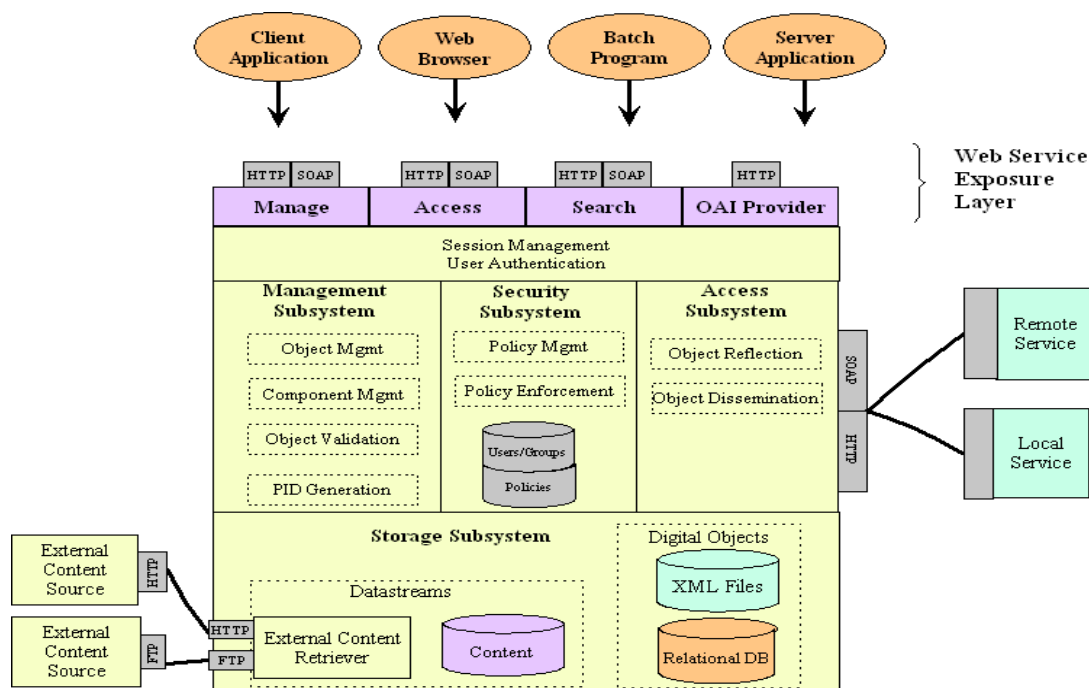 Client
Application
Web
Browser
Batch
Program
Server
Application
HTTP SOAP
HTTP SOAP
HTTP SOAP
HTTP
Web Service
Exposure
Layer
Manage
Access
Search
OAI Provider
Session Management
User Authentication
Management
Subsystem
Object Mgmt
Component Mgmt
Object Validation
PID Generation
Security
Subsystem
Policy Mgmt
Policy Enforcement
Users/Groups
Policies
Access
Subsystem
Object Reflection
Object Dissemination
SOAP
HTTP
Remote
Service
Local
Service
Storage Subsystem
External
Content
Source
HTTP
External
Content
Source
FTP
HTTP
FTP
Datastreams
External Content
Retriever
Content
Digital Objects
XML Files
Relational DB